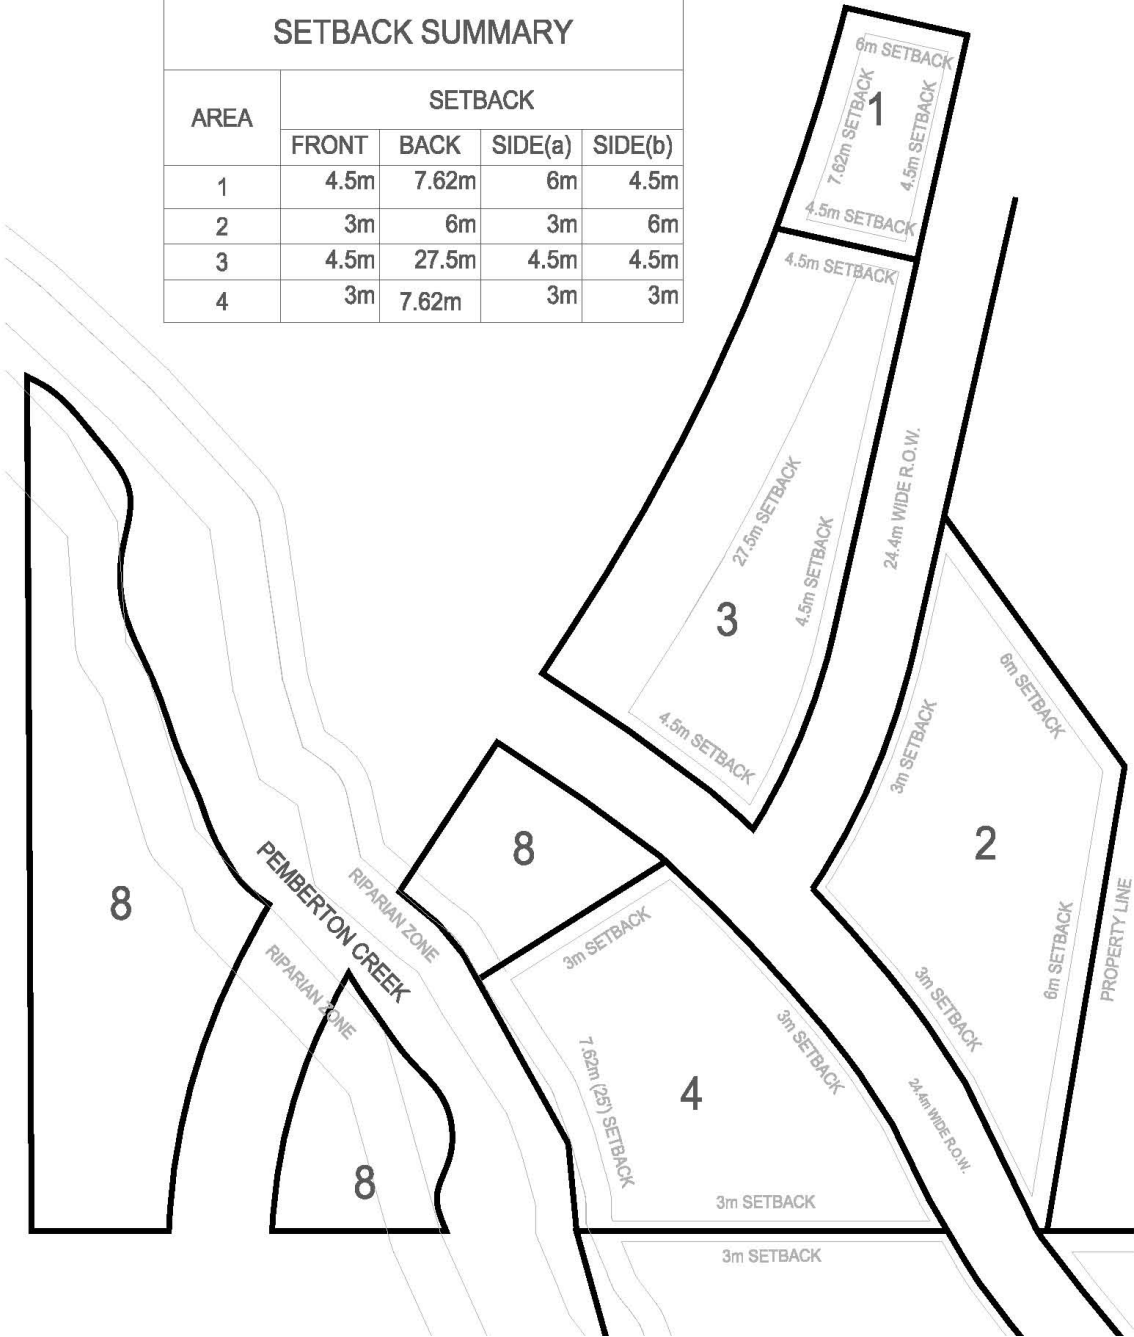 SETBACK SUMMARY
AREA
SETBACK
FRONT BACK SIDE(a) SIDE(b)
1 4.5m 7.62m 6m 4.5m
2 3m 6m 3m 6m
3 4.5m 27.5m 4.5m 4.5m
4 3m 7.62m 3m 3m
6m SETBACK
1
7.62m SETBACK
4.5m SETBACK
4.5m SETBACK
4.5m SETBACK
27.5m SETBACK
24.4m WIDE R.O.W.
4.5m SETBACK
3
4.5m SETBACK
6m SETBACK
3m SETBACK
2
6m SETBACK
PROPERTY LINE
3m SETBACK
8
8
PEMBERTON CREEK
RIPARIAN ZONE
RIPARIAN ZONE
3m SETBACK
3m SETBACK
7.62m (25') SETBACK
4
24.4m WIDE R.O.W.
8
3m SETBACK
3m SETBACK